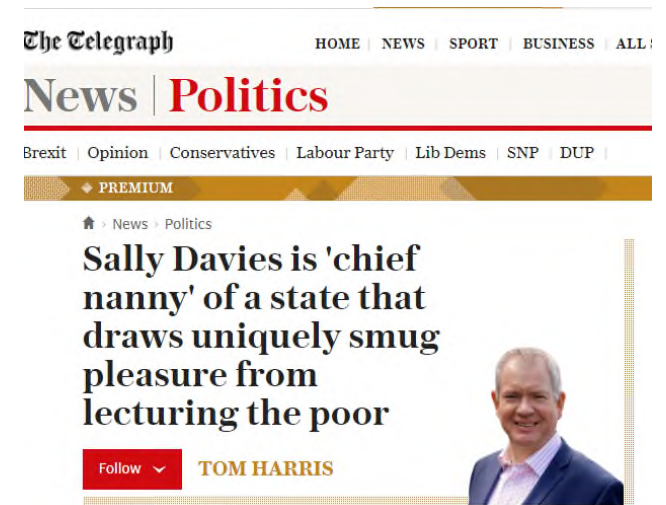 The Telegraph
HOME NEWS SPORT BUSINESS ALL
News Politics
Brexit Opinion Conservatives Labour Party Lib Dems SNP DUP
PREMIUM
News › Politics
Sally Davies is 'chief
nanny' of a state that
draws uniquely smug
pleasure from
lecturing the poor
Follow TOM HARRIS